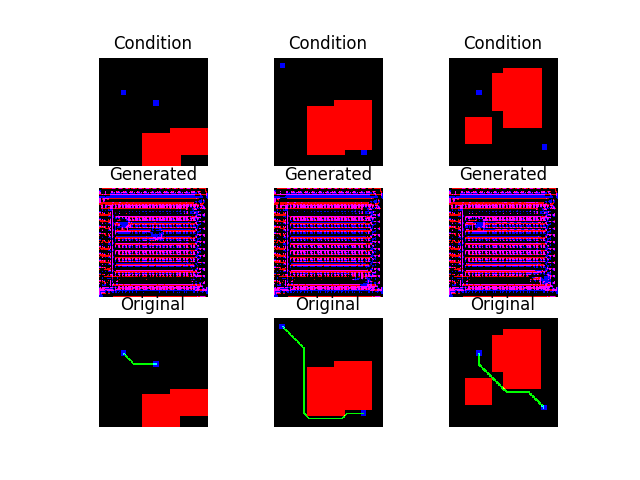 Condition Condition Condition
Generated Generated Generated
Original Original Original